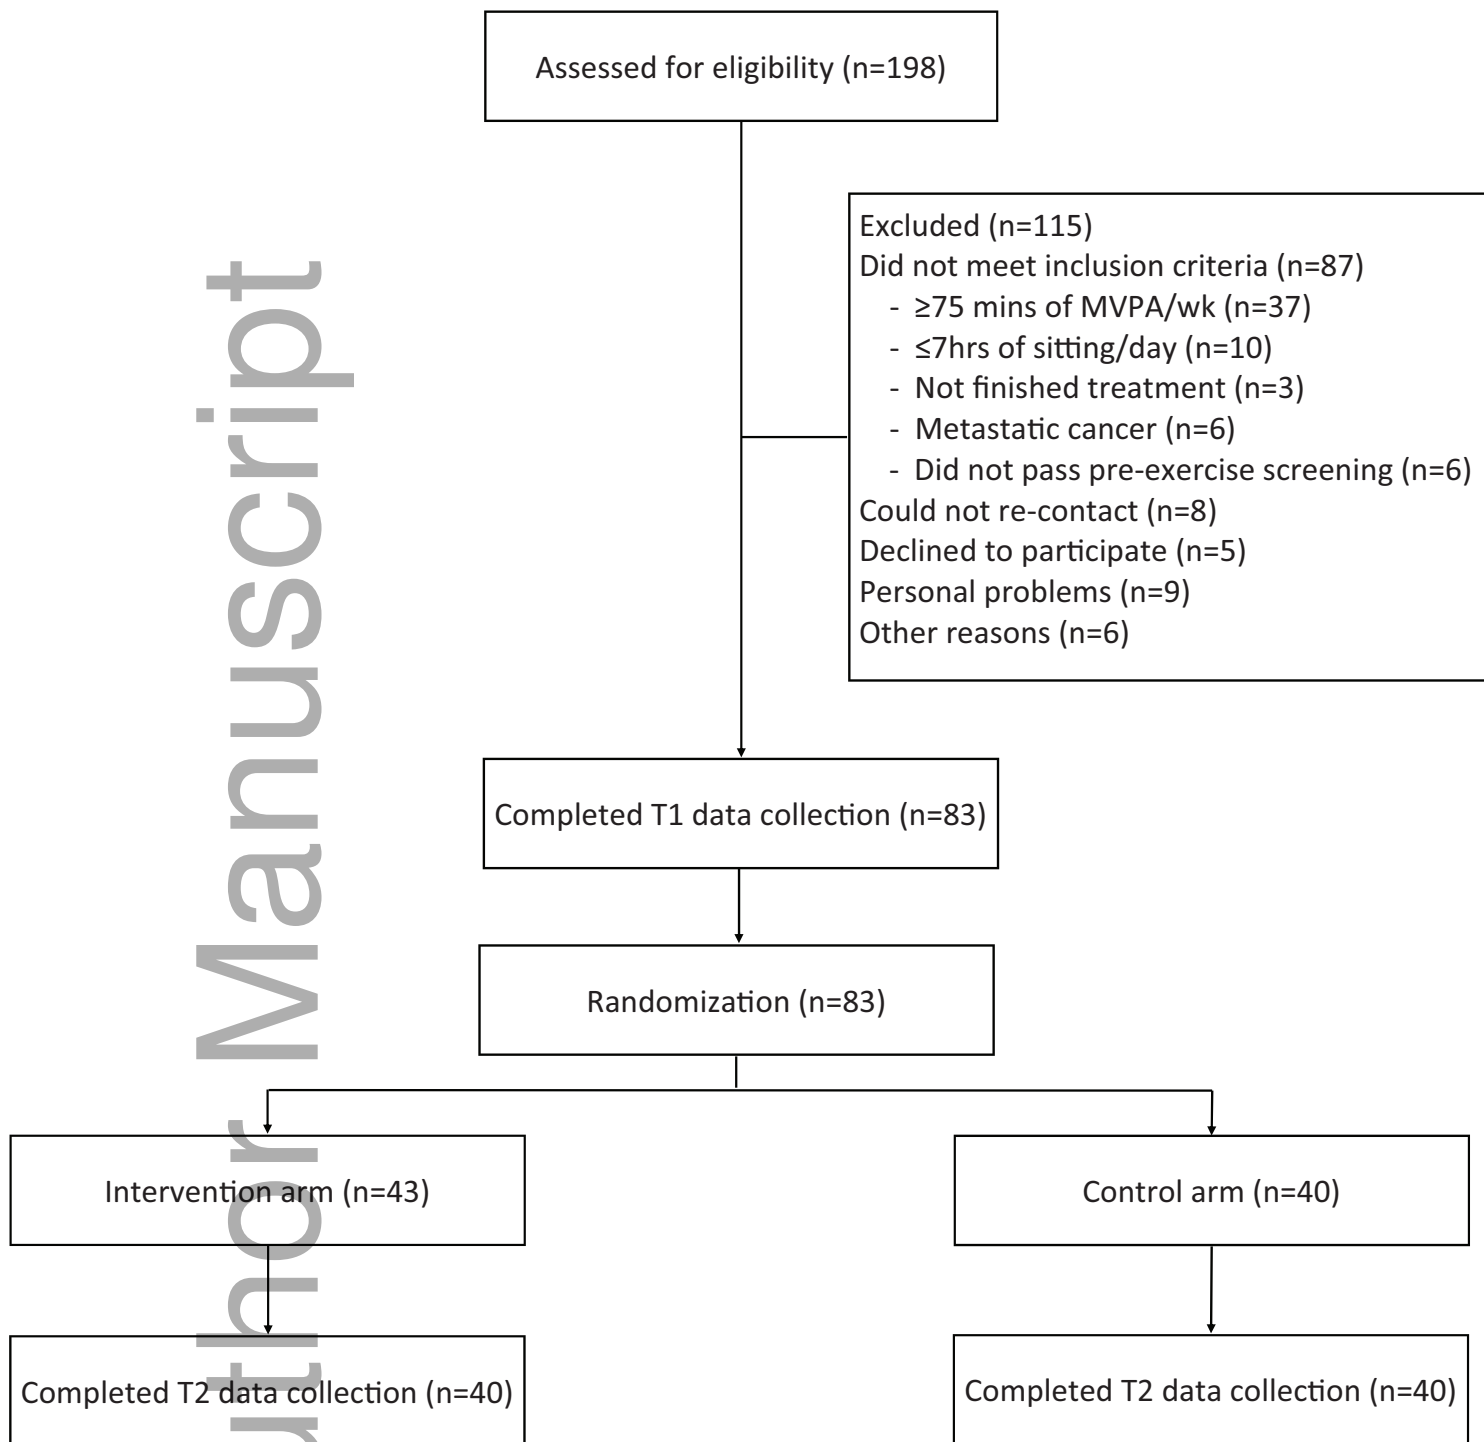 Assessed for eligibility (n=198)
Excluded (n=115)
Did not meet inclusion criteria (n=87)
- ≥75 mins of MVPA/wk (n=37)
- ≤7hrs of sitting/day (n=10)
- Not finished treatment (n=3)
- Metastatic cancer (n=6)
- Did not pass pre-exercise screening (n=6)
Could not re-contact (n=8)
Declined to participate (n=5)
Personal problems (n=9)
Other reasons (n=6)
Completed T1 data collection (n=83)
Randomization (n=83)
Intervention arm (n=43)
Control arm (n=40)
Completed T2 data collection (n=40)
Completed T2 data collection (n=40)
uthor Manuscript